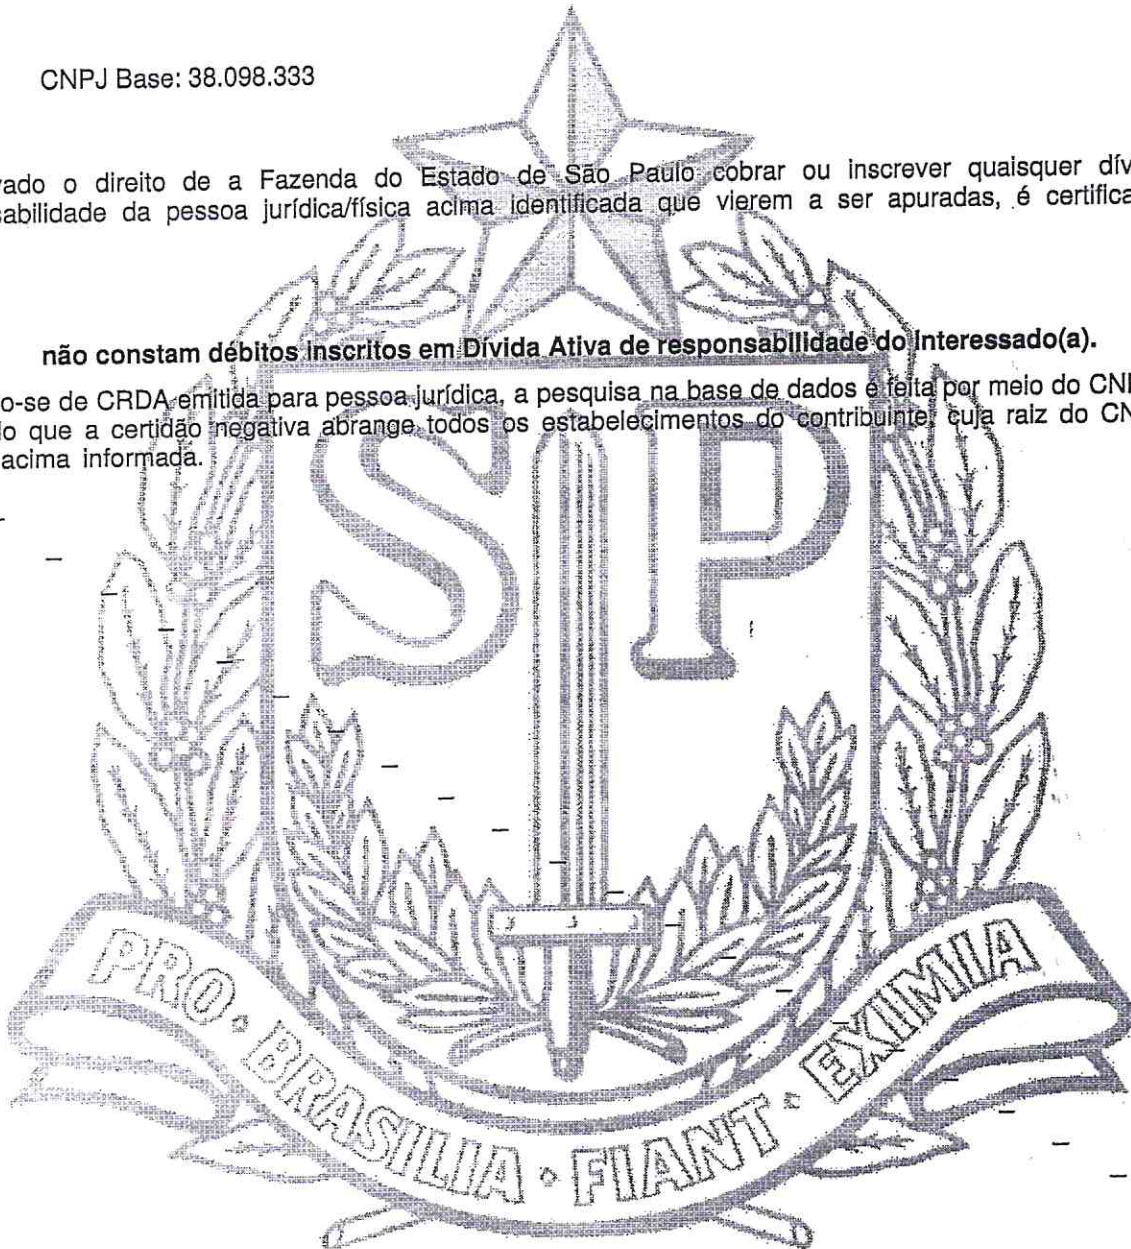 CNPJ Base: 38.098.333
vado o direito de a Fazenda do Estado de São Paulo cobrar ou inscrever quaisquer dív
sabilidade da pessoa jurídica/física acima identificada que vierem a ser apuradas, é certifica
não constam débitos inscritos em Dívida Ativa de responsabilidade do Interessado(a).
o-se de CRDA emitida para pessoa jurídica, a pesquisa na base de dados é feita por meio do CN
o que a certidão negativa abrange todos os estabelecimentos do contribuinte, cuja raiz do CN
acima informada.
SP
PRO BRASILIA FIANT EXIMIA